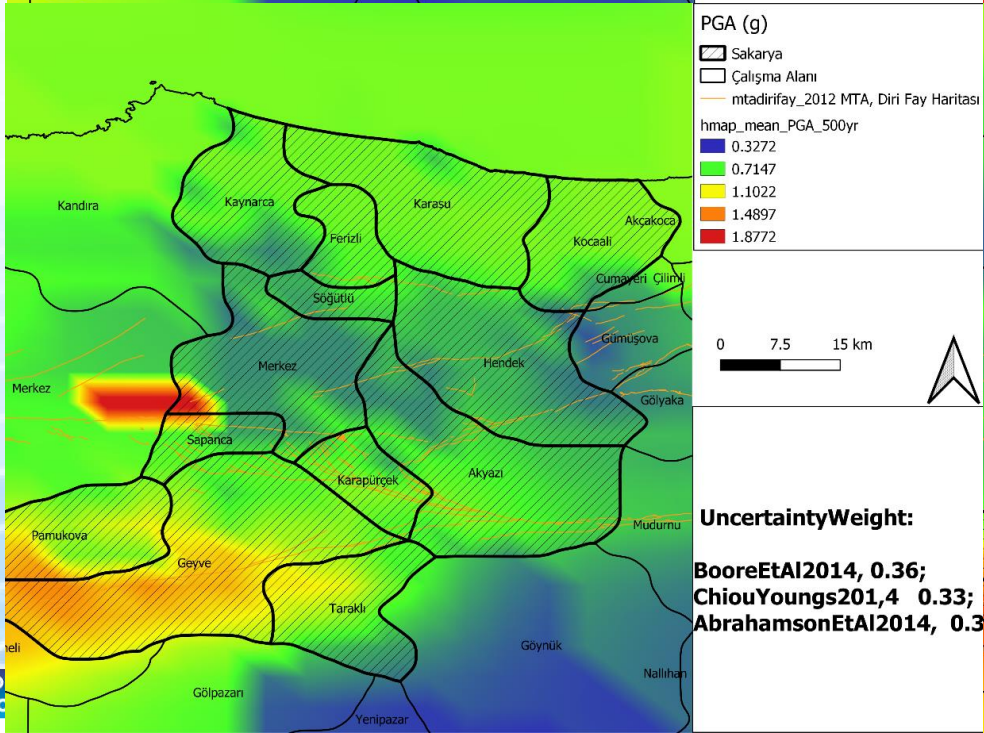 PGA (g)
Sakarya
Çalışma Alanı
mtadirifay_2012 MTA, Diri Fay Haritası
hmap_mean_PGA_500yr
0.3272
0.7147
1.1022
1.4897
1.8772
0 7.5 15 km
UncertaintyWeight:
BooreEtAl2014, 0.36;
ChiouYoungs201,4 0.33;
AbrahamsonEtAl2014, 0.3
Kandıra
Kaynarca
Karasu
Akçakoca
Ferizli
Kocaali
Cumayeri Çilimli
Söğütlü
Gümüşova
Merkez
Hendek
Merkez
Gölyaka
Sapanca
Karapürçek
Akyazı
Mudurnu
Pamukova
Geyve
Taraklı
neli
Göynük
Nallıhan
Gölpazarı
Yenipazar